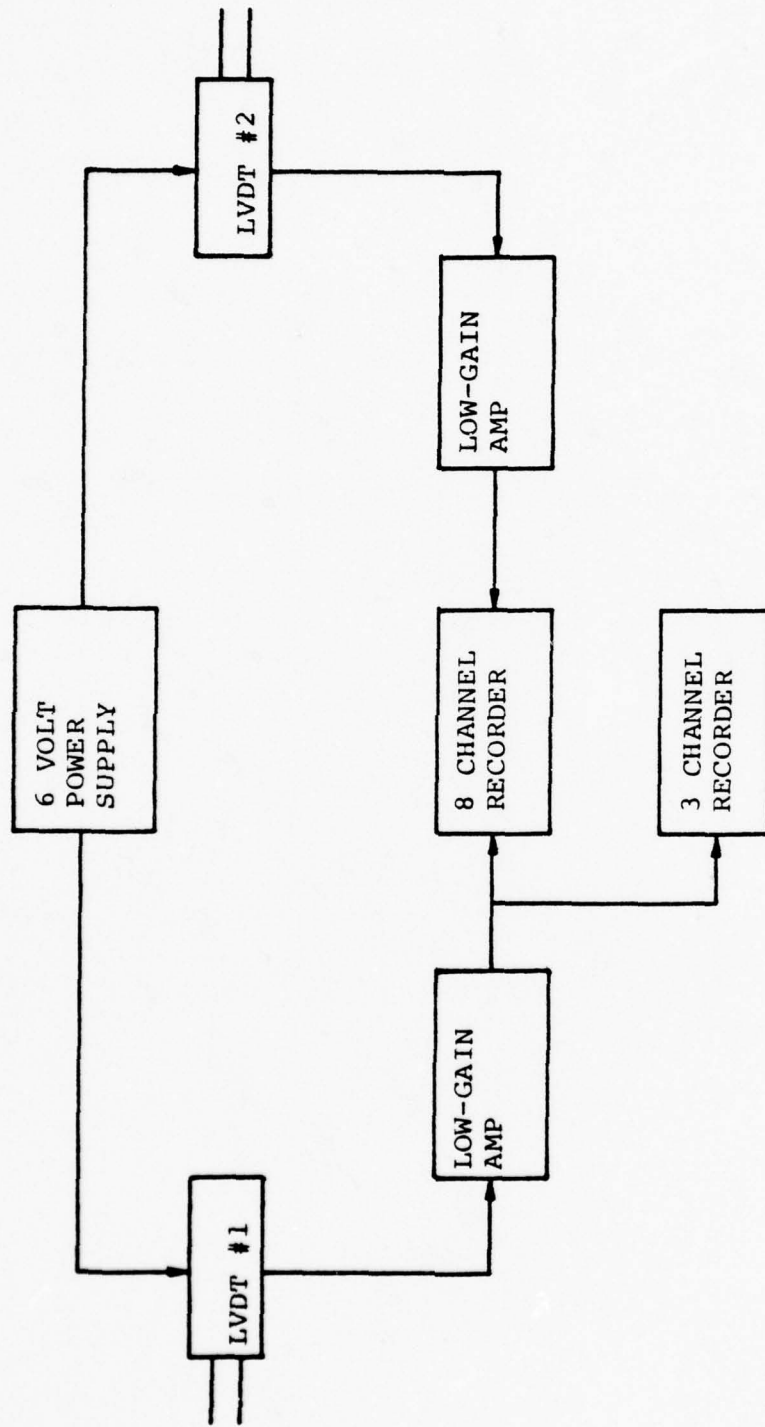 6 VOLT
POWER
SUPPLY
LVDT #1
LVDT #2
LOW-GAIN
AMP
8 CHANNEL
RECORDER
LOW-GAIN
AMP
3 CHANNEL
RECORDER